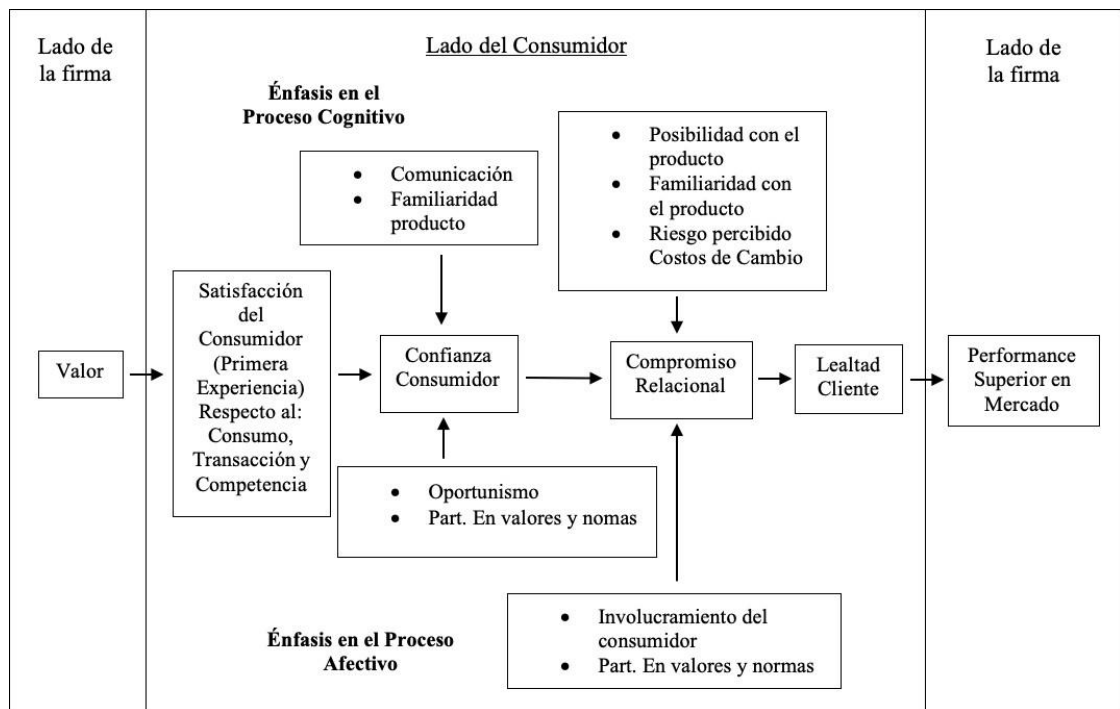 Lado de
la firma
Lado del Consumidor
Lado de
la firma
Énfasis en el
Proceso Cognitivo
• Comunicación
• Familiaridad
producto
• Posibilidad con el
producto
• Familiaridad con
el producto
• Riesgo percibido
Costos de Cambio
Valor
Satisfacción
del
Consumidor
(Primera
Experiencia)
Respecto al:
Consumo,
Transacción y
Competencia
Confianza
Consumidor
Compromiso
Relacional
Lealtad
Cliente
Performance
Superior en
Mercado
• Oportunismo
• Part. En valores y nomas
Énfasis en el Proceso
Afectivo
• Involucramiento del
consumidor
• Part. En valores y normas